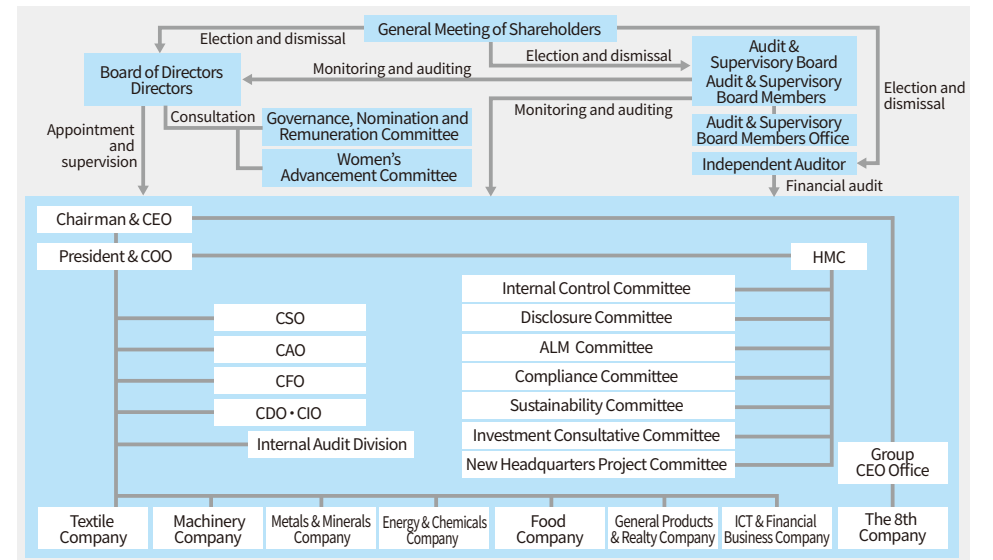 General Meeting of Shareholders
Election and dismissal
Election and dismissal
Election and
dismissal
Board of Directors
Directors
Monitoring and auditing
Audit &
Supervisory Board
Audit & Supervisory
Board Members
Appointment
and
supervision
Consultation
Governance, Nomination and
Remuneration Committee
Women's
Advancement Committee
Monitoring and auditing
Audit & Supervisory
Board Members Office
Independent Auditor
Financial audit
Chairman & CEO
President & COO
HMC
CSO
CAO
CFO
CDO・CIO
Internal Audit Division
Internal Control Committee
Disclosure Committee
ALM Committee
Compliance Committee
Sustainability Committee
Investment Consultative Committee
New Headquarters Project Committee
Group
CEO Office
Textile
Company
Machinery
Company
Metals & Minerals
Company
Energy & Chemicals
Company
Food
Company
General Products
& Realty Company
ICT & Financial
Business Company
The 8th
Company